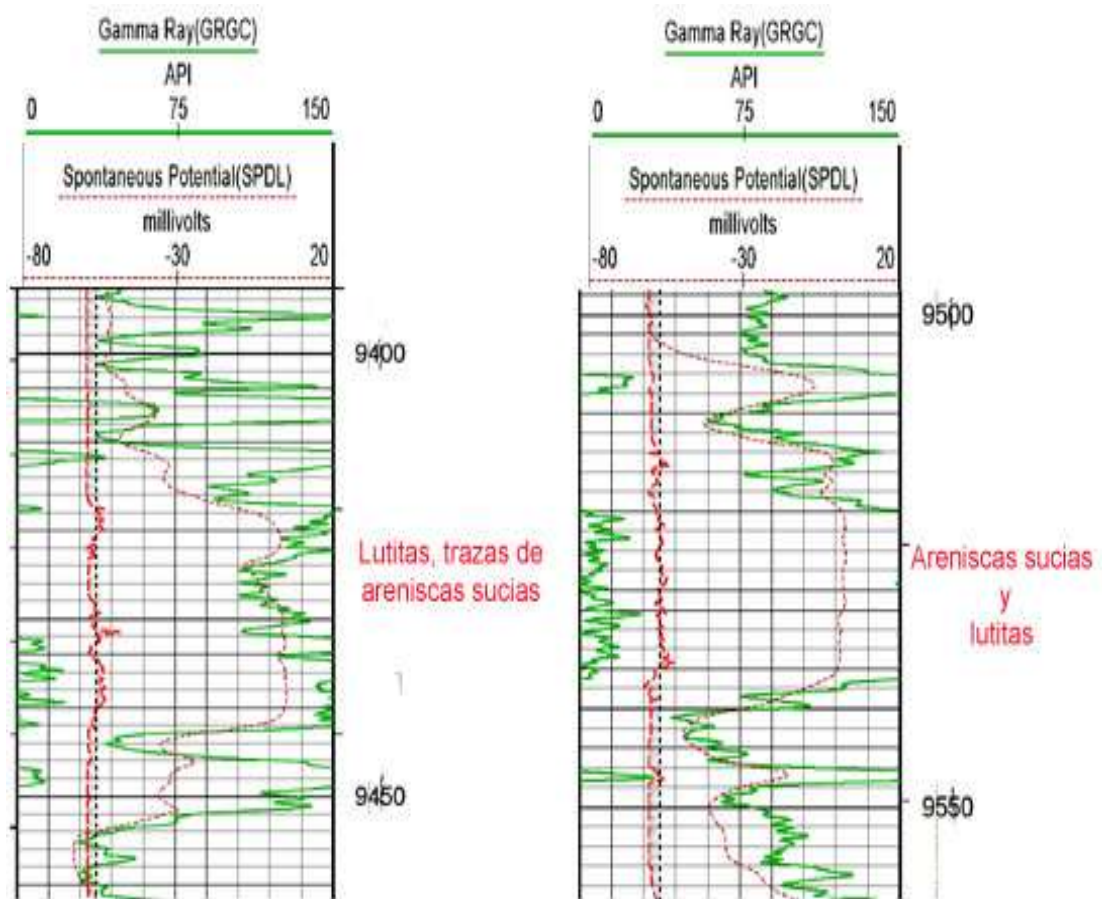 Gamma Ray(GRGC)
API
0 75 150
Spontaneous Potential(SPDL)
millivolts
-80 -30 20
9400
Lutitas, trazas de
areniscas sucias
9450
Gamma Ray(GRGC)
API
0 75 150
Spontaneous Potential(SPDL)
millivolts
-80 -30 20
9500
Areniscas sucias
y
lutitas
9550